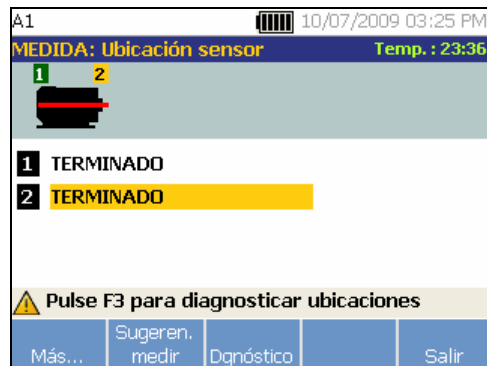 A1 10/07/2009 03:25 PM
MEDIDA: Ubicación sensor Temp. : 23:36
1 2
1 TERMINADO
2 TERMINADO
Pulse F3 para diagnosticar ubicaciones
Más... Sugeren. medir Dgnóstico Salir